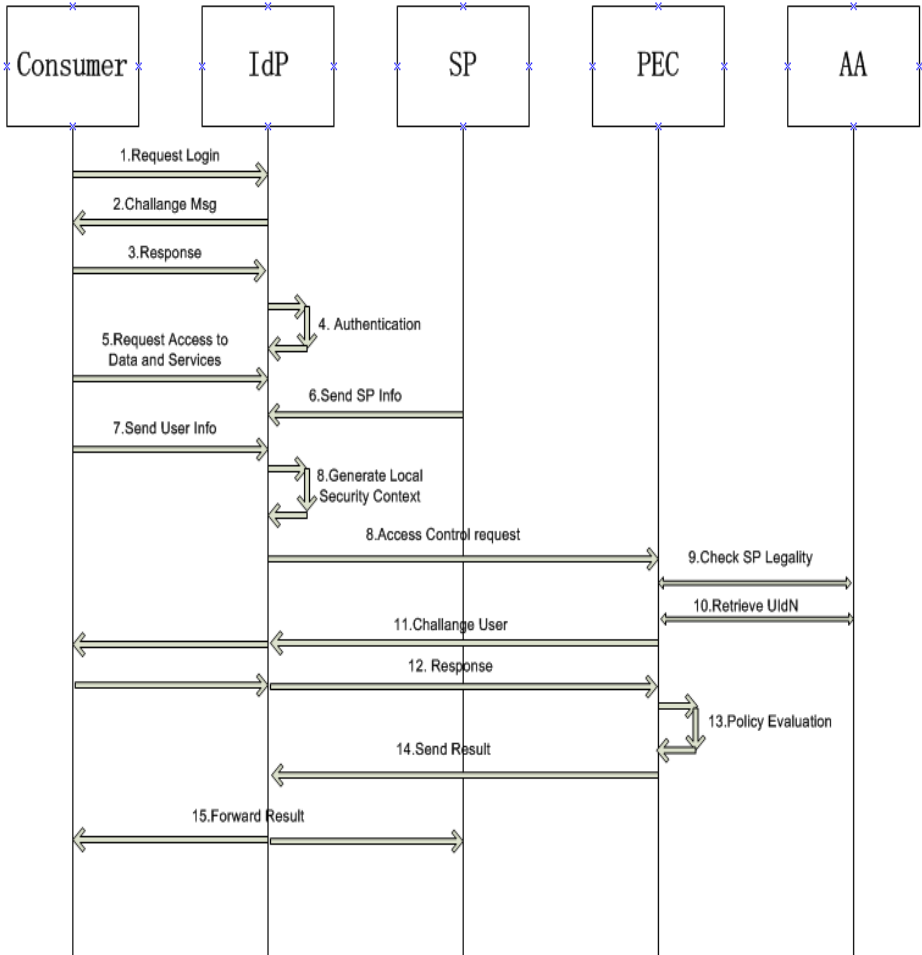 Consumer
IdP
SP
PEC
AA
1.Request Login
2.Challange Msg
3.Response
4. Authentication
5.Request Access to
Data and Services
6.Send SP Info
7.Send User Info
8.Generate Local
Security Context
8.Access Control request
9.Check SP Legality
10.Retrieve UIdN
11.Challange User
12. Response
13.Policy Evaluation
14.Send Result
15.Forward Result